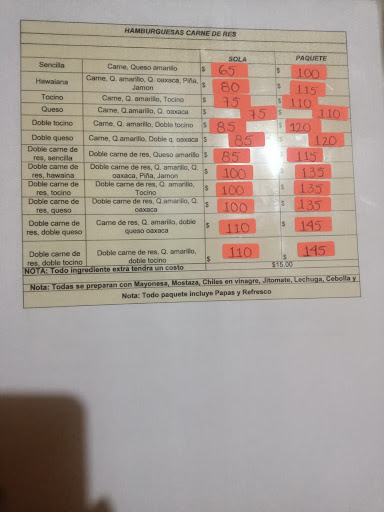 HAMBURGUESAS CARNE DE RES
SOLA PAQUETE
Sencilla Carne, Queso amarillo $ 65 $ 100
Hawaiana Carne, Q. amarillo, Q. oaxaca, Piña, Jamon $ 80 $ 115
Tocino Carne, Q. amarillo, Tocino $ 75 $ 110
Queso Carne, Q.amarillo, Q. oaxaca $ 75 $ 110
Doble tocino Carne, Q. amarillo, Doble tocino $ 85 $ 120
Doble queso Carne, Q.amarillo, Doble q. oaxaca $ 85 $ 120
Doble carne de res, sencilla Doble carne de res, Queso amarillo $ 85 $ 115
Doble carne de res, hawaina Doble carne de res, Q. amarillo, Q. oaxaca, Piña, Jamon $ 100 $ 135
Doble carne de res, tocino Doble carne de res, Q. amarillo, Tocino $ 100 $ 135
Doble carne de res, queso Doble carne de res, Q.amarillo, Q. oaxaca $ 100 $ 135
Doble carne de res, doble queso Carne de res, Q. amarillo, doble queso oaxaca $ 110 $ 145
Doble carne de res, doble tocino Doble carne de res, Q. amarillo, doble tocino $ 110 $ 145
NOTA: Todo ingrediente extra tendra un costo $15.00
Nota: Todas se preparan con Mayonesa, Mostaza, Chiles en vinagre, Jitomate, Lechuga, Cebolla y
Nota: Todo paquete incluye Papas y Refresco